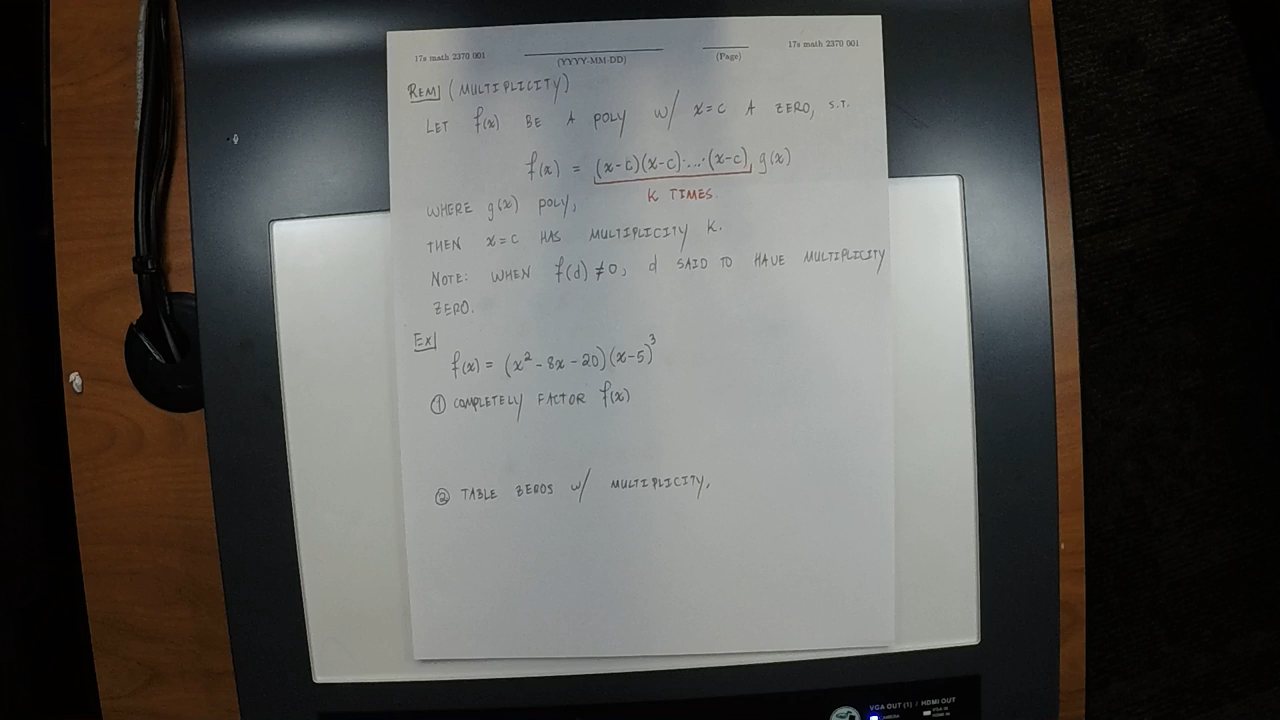 17s math 2370 001 (YYYY-MM-DD) (Page) 17s math 2370 001
REM (MULTIPLICITY)
LET f(x) BE A POLY W/ x=c A ZERO, S.T.
f(x) = (x-c)(x-c)·...·(x-c) g(x)
K TIMES.
WHERE g(x) POLY,
THEN x=c HAS MULTIPLICITY K.
NOTE: WHEN f(d) ≠ 0, d SAID TO HAVE MULTIPLICITY
ZERO.
EX
f(x) = (x² - 8x - 20)(x-5)³
① COMPLETELY FACTOR f(x)
② TABLE ZEROS W/ MULTIPLICITY.
VGA OUT (1) / HDMI OUT